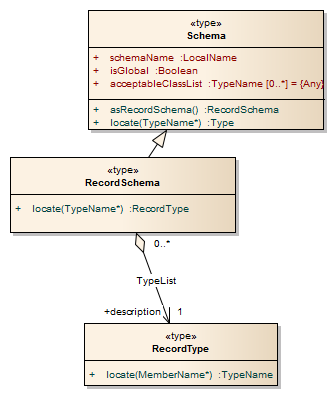 «type»
Schema
+ schemaName :LocalName
+ isGlobal :Boolean
+ acceptableClassList :TypeName [0..*] = {Any}
+ asRecordSchema() :RecordSchema
+ locate(TypeName*) :Type
«type»
RecordSchema
+ locate(TypeName*) :RecordType
0..*
TypeList
+description 1
«type»
RecordType
+ locate(MemberName*) :TypeName